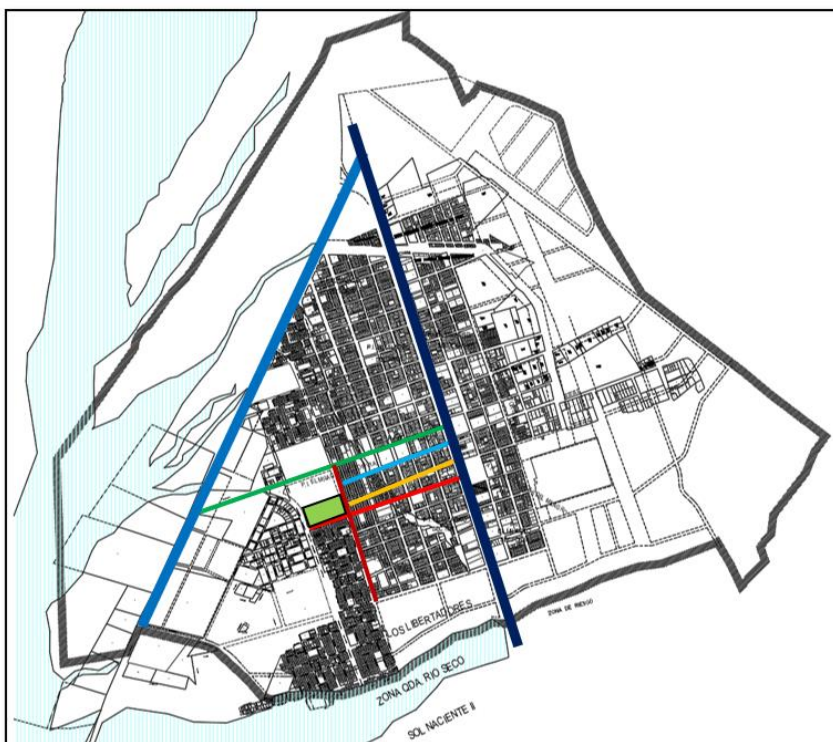 LOS LIBERTADORES
ZONA DE RIESGO
ZONA QDA RIO SECO
SOL NACIENTE II